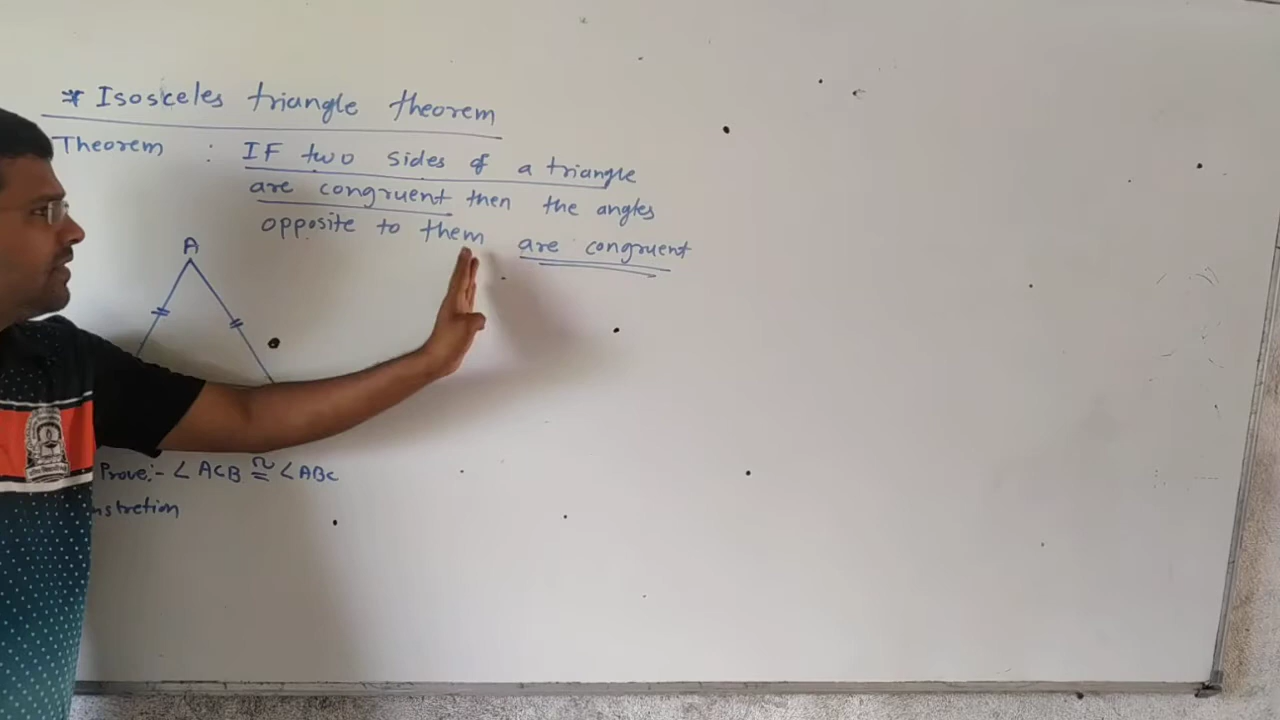 * Isosceles triangle theorem
Theorem : IF two sides of a triangle
are congruent then the angles
opposite to them are congruent
A
Prove:- ∠ ACB ≅ ∠ABC